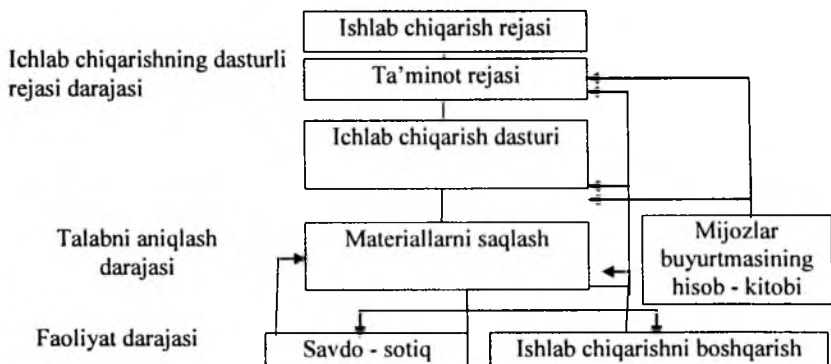 Ishlab chiqarish rejasi
Ichlab chiqarishning dasturli
rejasi darajasi
Ta'minot rejasi
Ichlab chiqarish dasturi
Talabni aniqlash
darajasi
Materiallarni saqlash
Mijozlar
buyurtmasining
hisob - kitobi
Faoliyat darajasi
Savdo - sotiq
Ishlab chiqarishni boshqarish